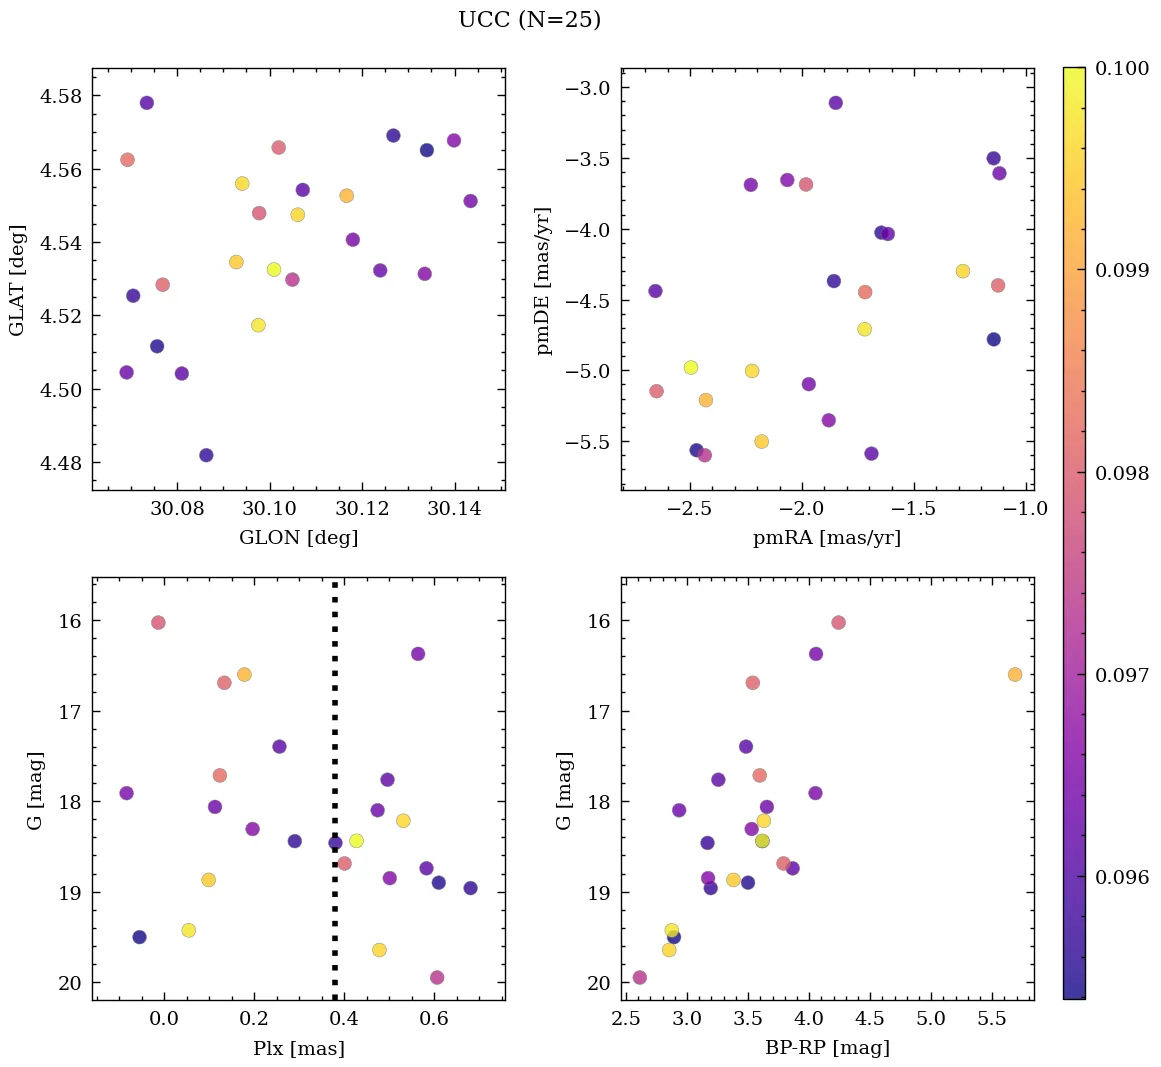 UCC (N=25)
4.58
4.56
4.54
4.52
4.50
4.48
GLAT [deg]
30.08 30.10 30.12 30.14
GLON [deg]
−3.0
−3.5
−4.0
−4.5
−5.0
−5.5
pmDE [mas/yr]
−2.5 −2.0 −1.5 −1.0
pmRA [mas/yr]
0.100
0.099
0.098
0.097
0.096
16
17
18
19
20
G [mag]
0.0 0.2 0.4 0.6
Plx [mas]
16
17
18
19
20
G [mag]
2.5 3.0 3.5 4.0 4.5 5.0 5.5
BP-RP [mag]